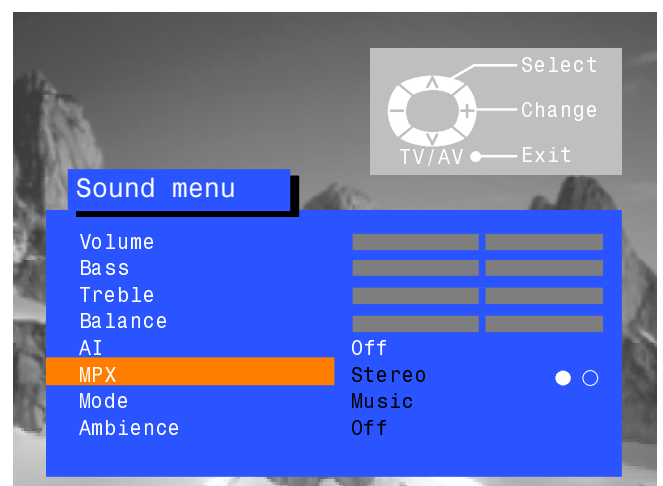 Select
Change
TV/AV Exit
Sound menu
Volume
Bass
Treble
Balance
AI Off
MPX Stereo
Mode Music
Ambience Off